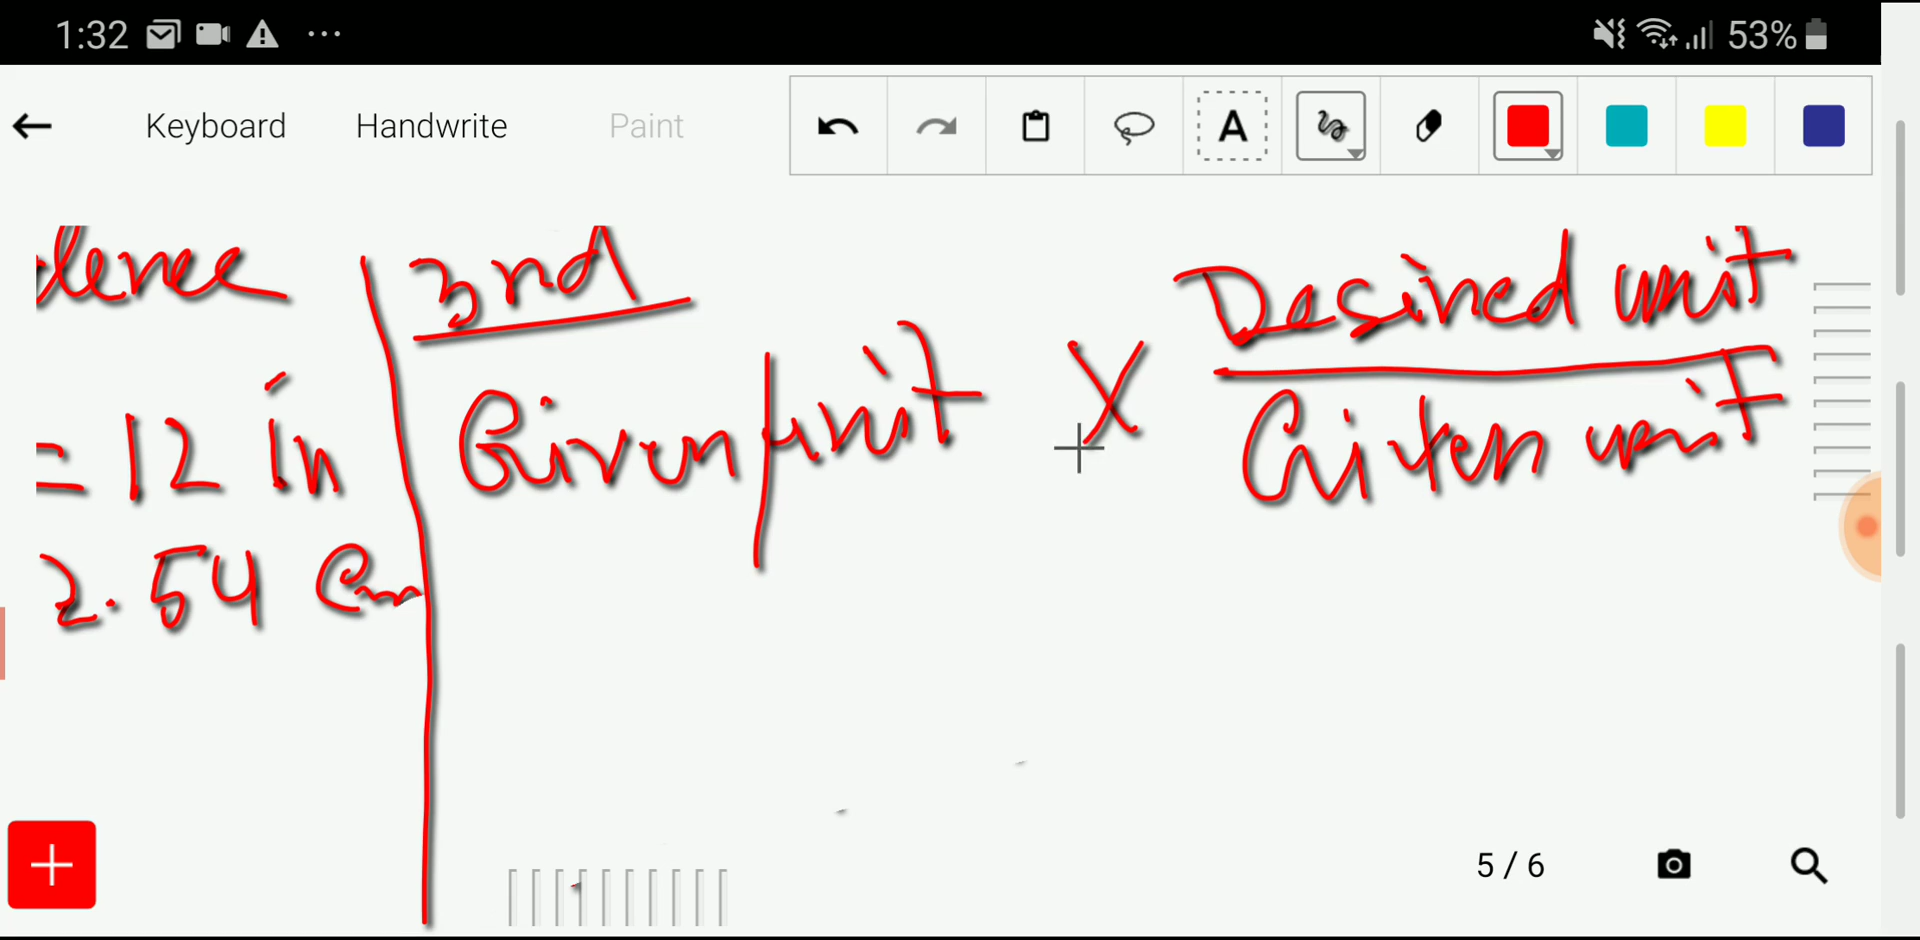 1:32 ... 53%
Keyboard Handwrite Paint A
lence
= 12 in
2.54 Cm
2nd
Given unit X Desired unit
Given unit
5 / 6